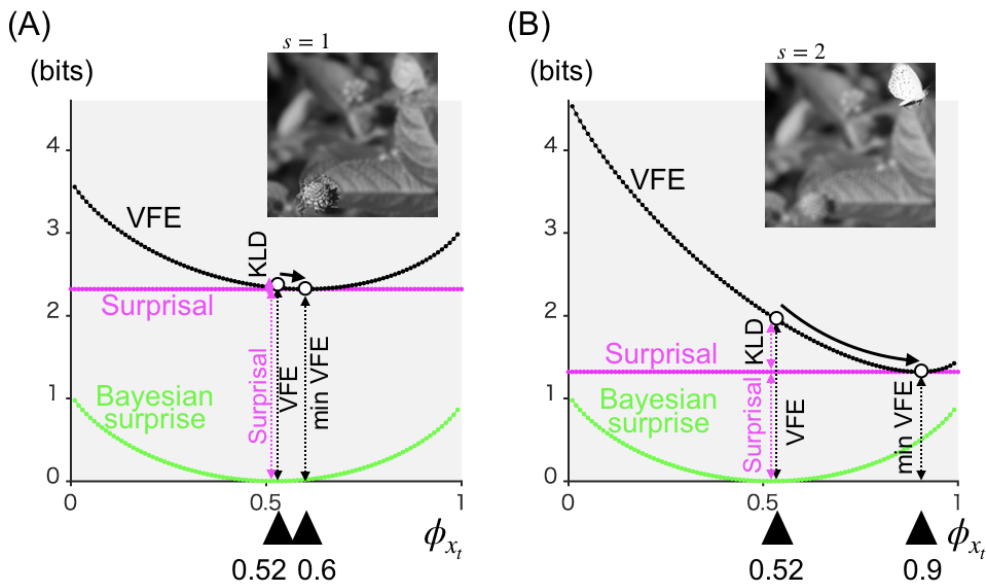 (A)
(bits)
s = 1
4
3
2
1
0
VFE
KLD
Surprisal
Surprisal
VFE
min VFE
Bayesian
surprise
0
0.5
1
ϕxₜ
0.52
0.6
(B)
(bits)
s = 2
4
3
2
1
0
VFE
KLD
Surprisal
Surprisal
VFE
min VFE
Bayesian
surprise
0
0.5
1
ϕxₜ
0.52
0.9